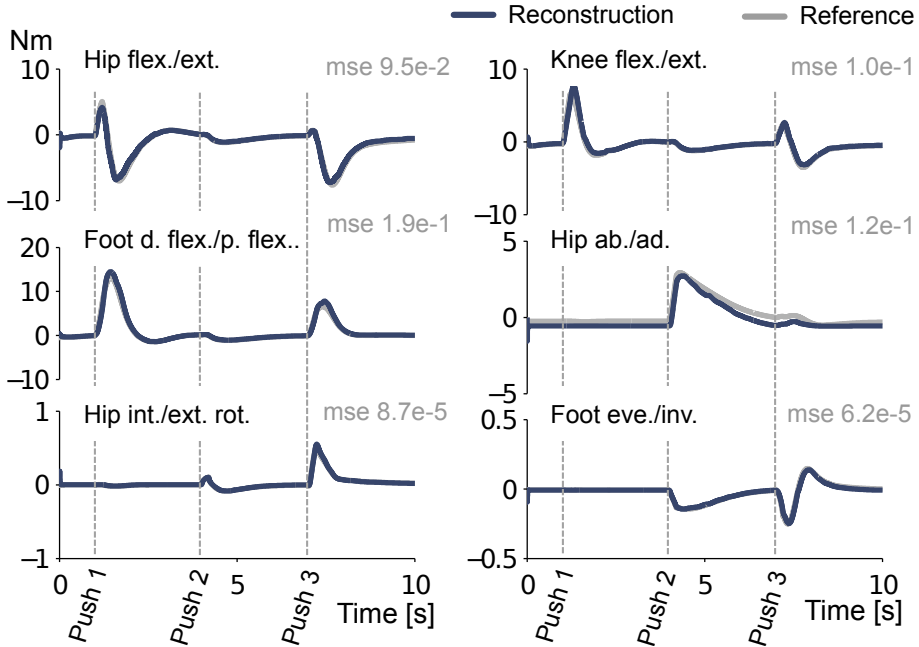 Reconstruction
Reference
Nm
Hip flex./ext.
mse 9.5e-2
10
0
−10
Knee flex./ext.
mse 1.0e-1
10
0
−10
Foot d. flex./p. flex..
mse 1.9e-1
20
10
0
−10
Hip ab./ad.
mse 1.2e-1
5
0
−5
Hip int./ext. rot.
mse 8.7e-5
1
0
−1
0
Push 1
Push 2
5
Push 3
10
Time [s]
Foot eve./inv.
mse 6.2e-5
0.5
0
−0.5
0
Push 1
Push 2
5
Push 3
10
Time [s]